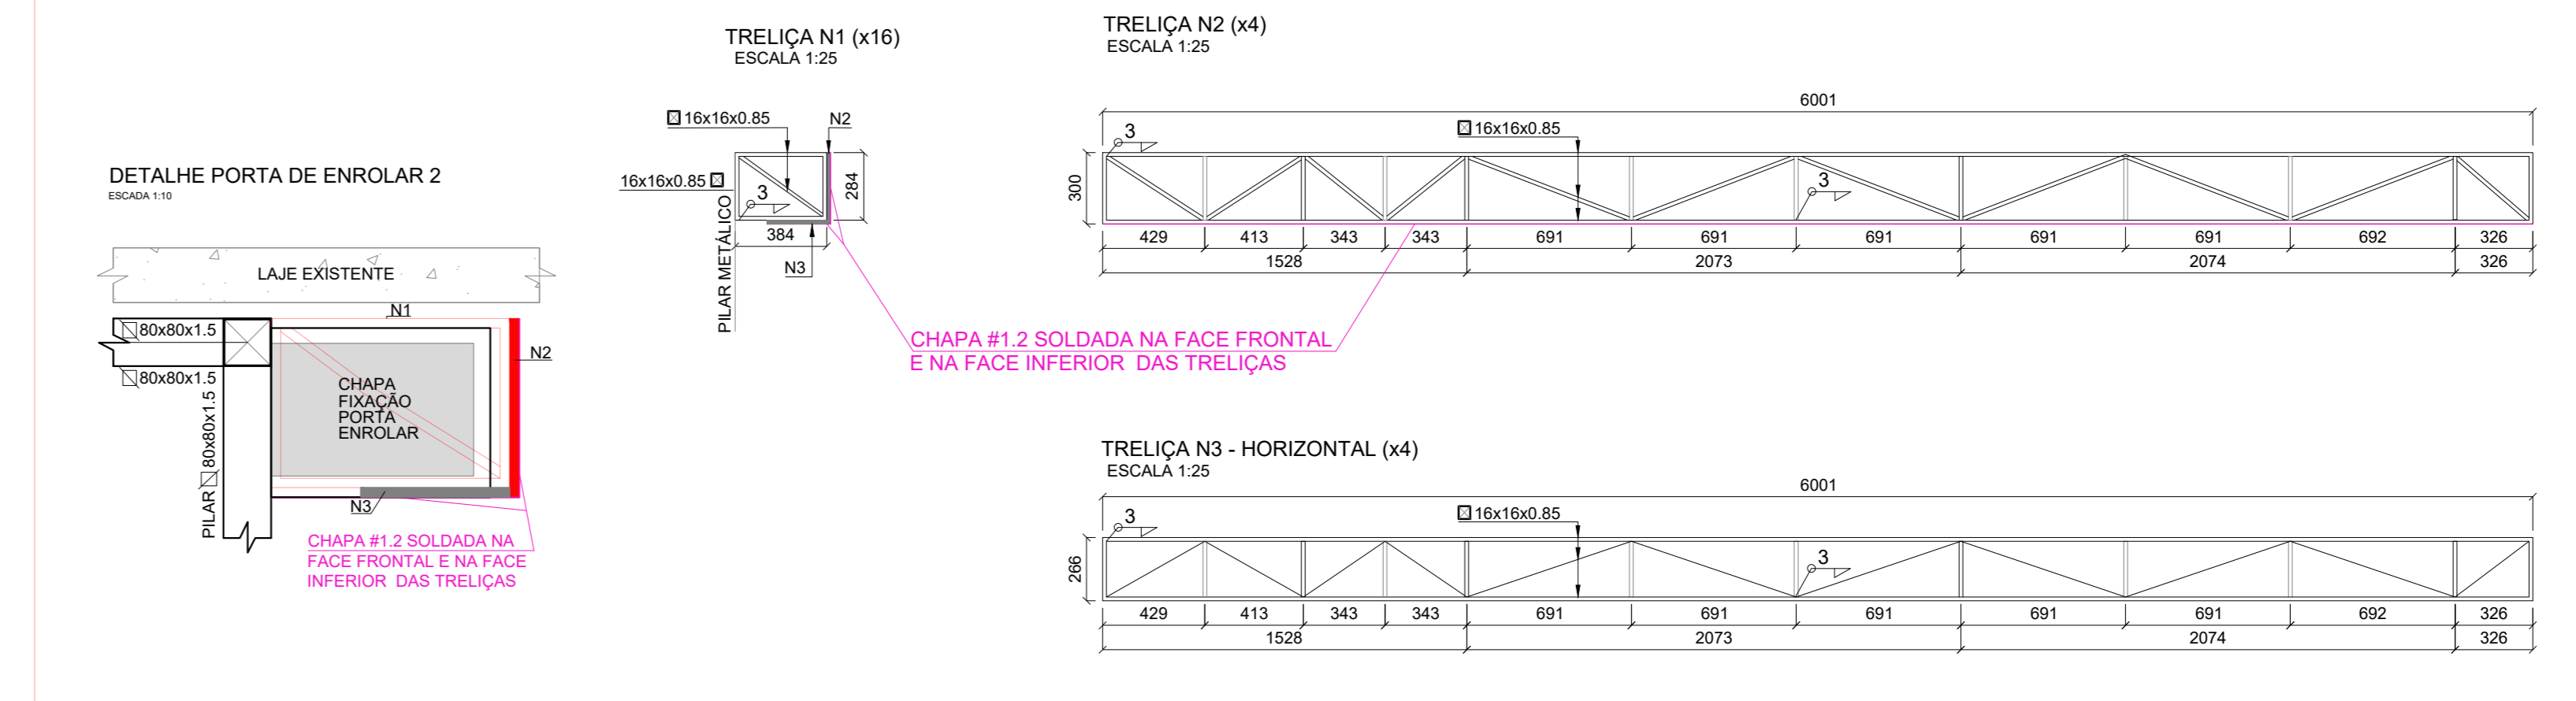 DETALHE PORTA DE ENROLAR 2
ESCADA 1:10
LAJE EXISTENTE
N1
80x80x1.5
N2
80x80x1.5
CHAPA
FIXAÇÃO
PORTA
ENROLAR
PILAR 80x80x1.5
N3
CHAPA #1.2 SOLDADA NA
FACE FRONTAL E NA FACE
INFERIOR DAS TRELIÇAS
TRELIÇA N1 (x16)
ESCALA 1:25
16x16x0.85
N2
16x16x0.85
3
284
384
N3
PILAR METÁLICO
CHAPA #1.2 SOLDADA NA FACE FRONTAL
E NA FACE INFERIOR DAS TRELIÇAS
TRELIÇA N2 (x4)
ESCALA 1:25
6001
3
16x16x0.85
300
3
429 413 343 343 691 691 691 691 691 692 326
1528 2073 2074 326
TRELIÇA N3 - HORIZONTAL (x4)
ESCALA 1:25
6001
3
16x16x0.85
266
3
429 413 343 343 691 691 691 691 691 692 326
1528 2073 2074 326